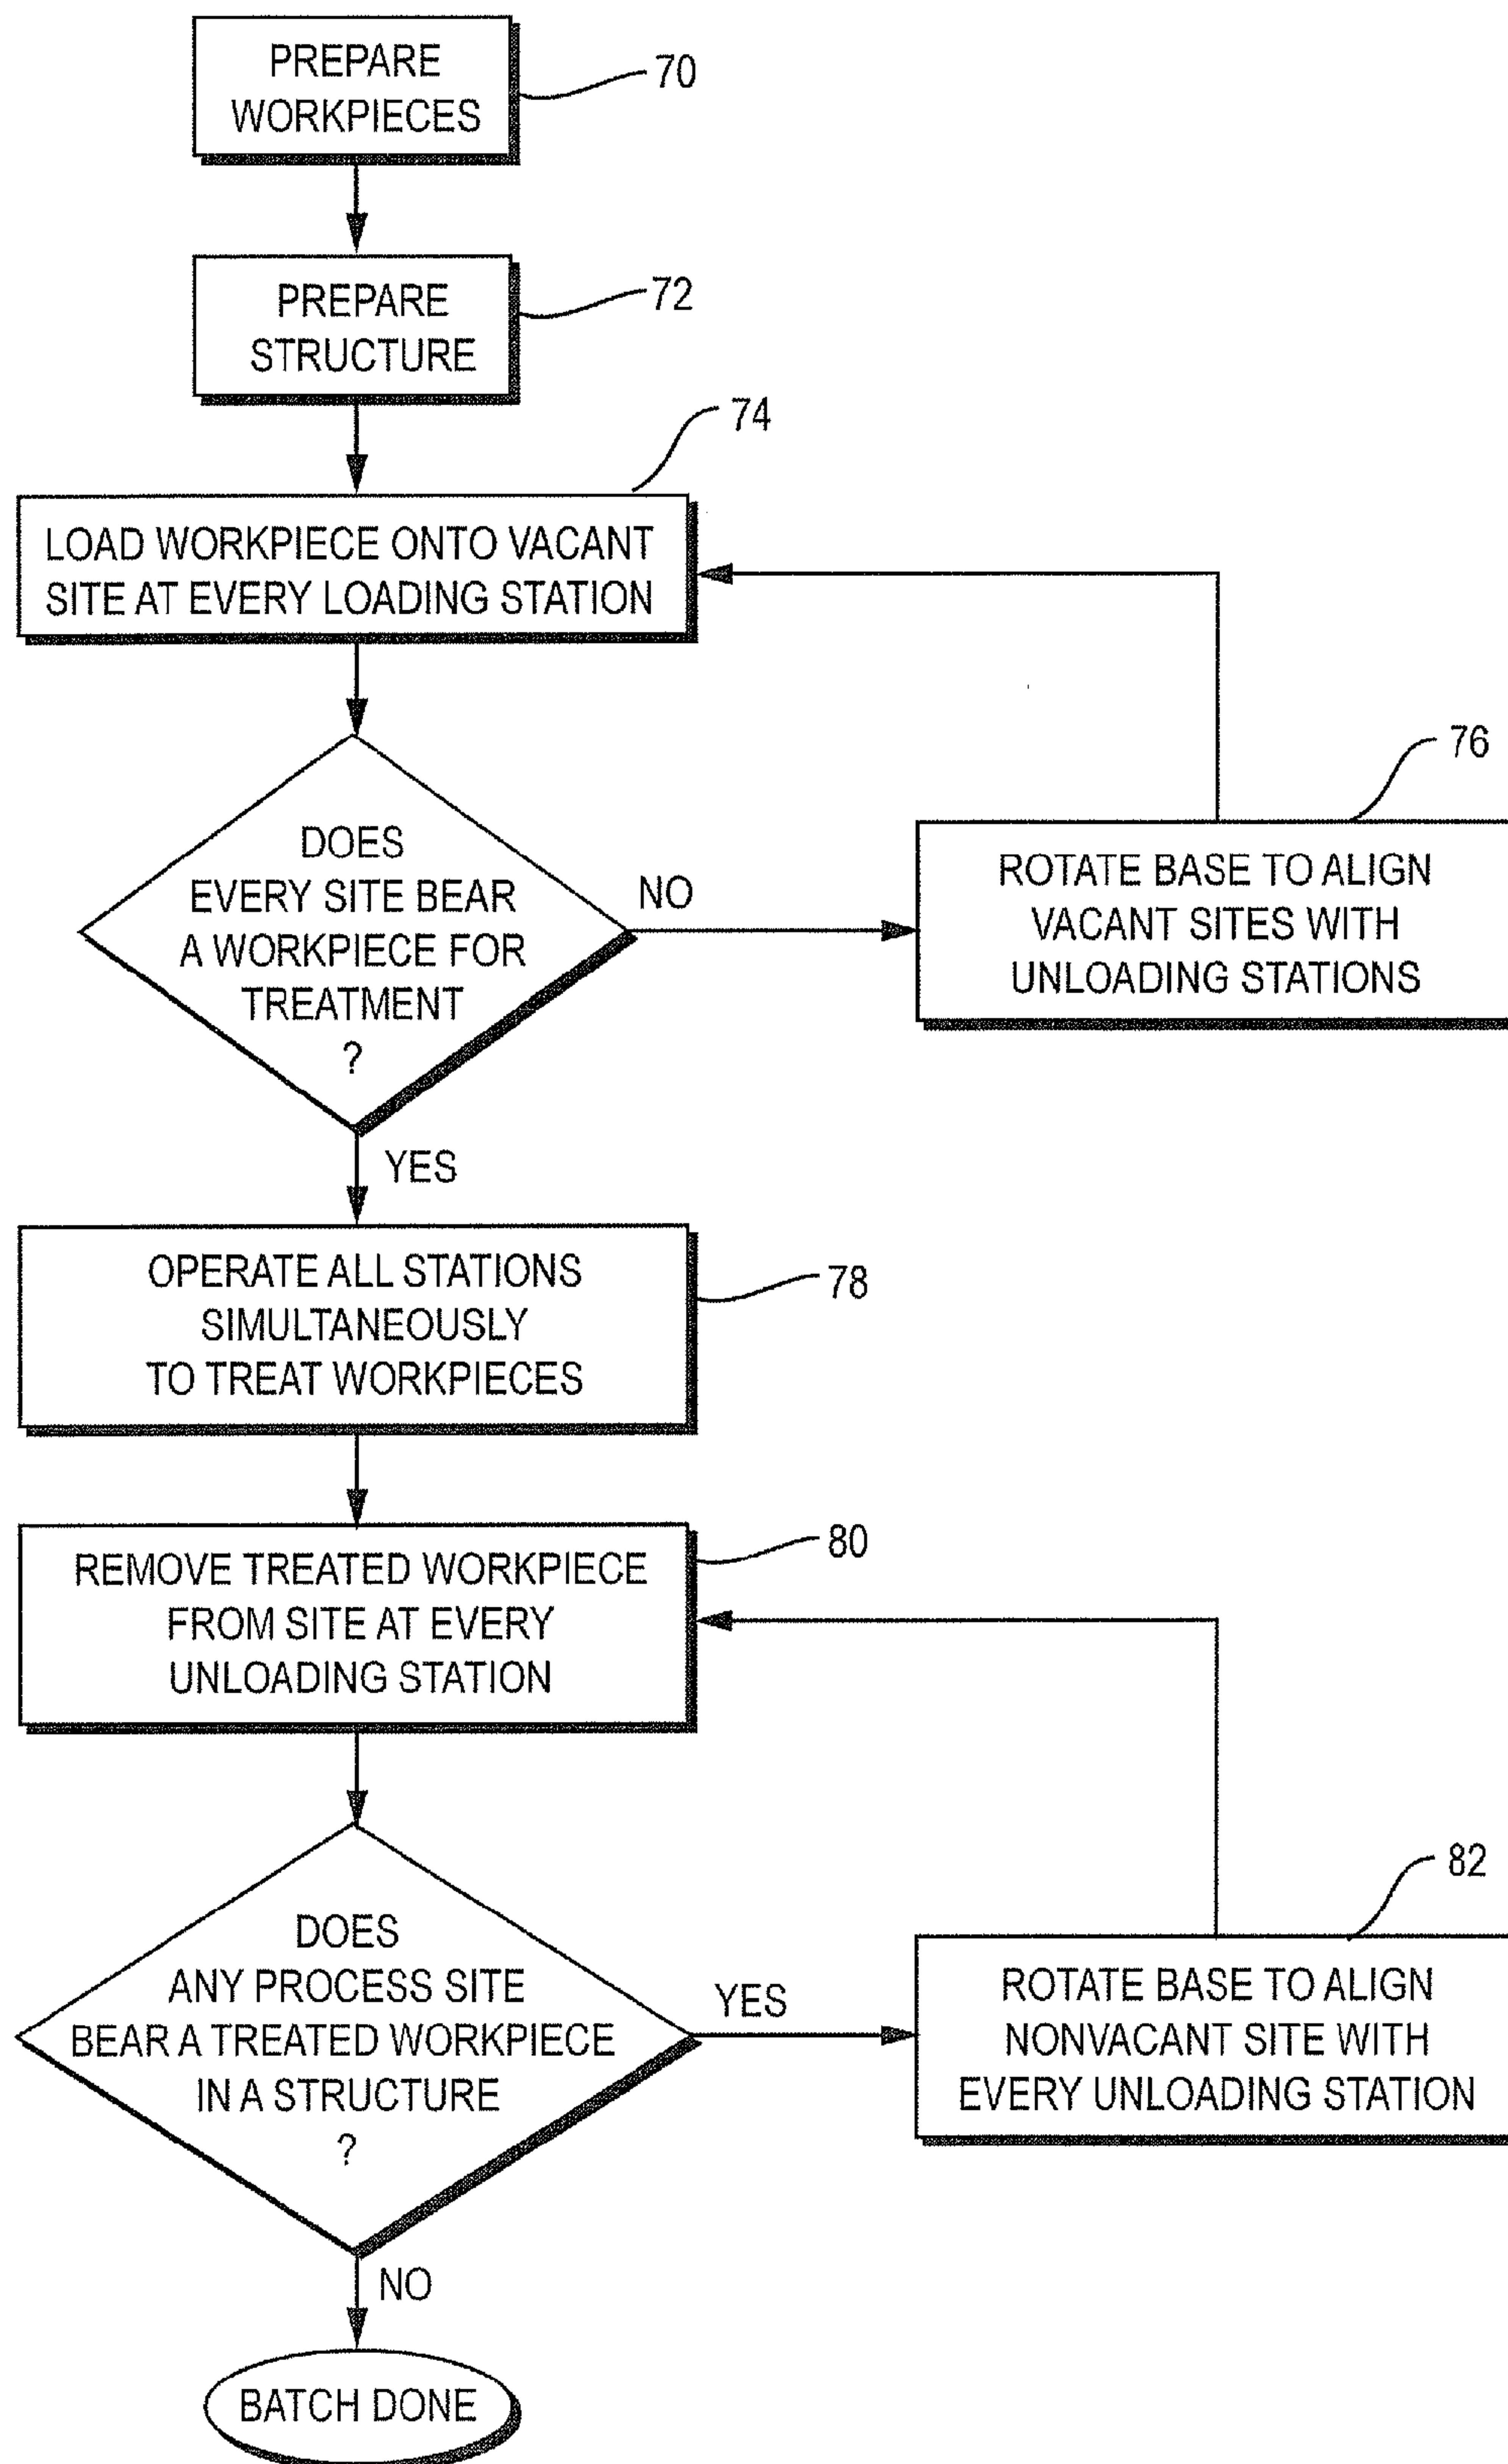 PREPARE
WORKPIECES
70
PREPARE
STRUCTURE
72
74
LOAD WORKPIECE ONTO VACANT
SITE AT EVERY LOADING STATION
DOES
EVERY SITE BEAR
A WORKPIECE FOR
TREATMENT
?
NO
76
ROTATE BASE TO ALIGN
VACANT SITES WITH
UNLOADING STATIONS
YES
OPERATE ALL STATIONS
SIMULTANEOUSLY
TO TREAT WORKPIECES
78
REMOVE TREATED WORKPIECE
FROM SITE AT EVERY
UNLOADING STATION
80
DOES
ANY PROCESS SITE
BEAR A TREATED WORKPIECE
IN A STRUCTURE
?
YES
82
ROTATE BASE TO ALIGN
NONVACANT SITE WITH
EVERY UNLOADING STATION
NO
BATCH DONE